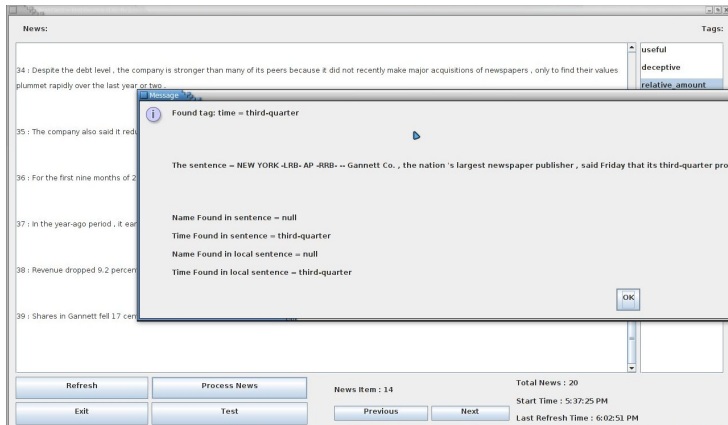 News:
Tags:
34 : Despite the debt level , the company is stronger than many of its peers because it did not recently make major acquisitions of newspapers , only to find their values
plummet rapidly over the last year or two .
useful
deceptive
relative_amount
Message
Found tag: time = third-quarter
35 : The company also said it redu
The sentence = NEW YORK -LRB- AP -RRB- -- Gannett Co. , the nation 's largest newspaper publisher , said Friday that its third-quarter pro
36 : For the first nine months of 2
37 : In the year-ago period , it ear
Name Found in sentence = null
Time Found in sentence = third-quarter
Name Found in local sentence = null
38 : Revenue dropped 9.2 percen
Time Found in local sentence = third-quarter
OK
39 : Shares in Gannett fell 17 cen
Refresh
Process News
News Item : 14
Total News : 20
Start Time : 5:37:25 PM
Exit
Test
Previous
Next
Last Refresh Time : 6:02:51 PM